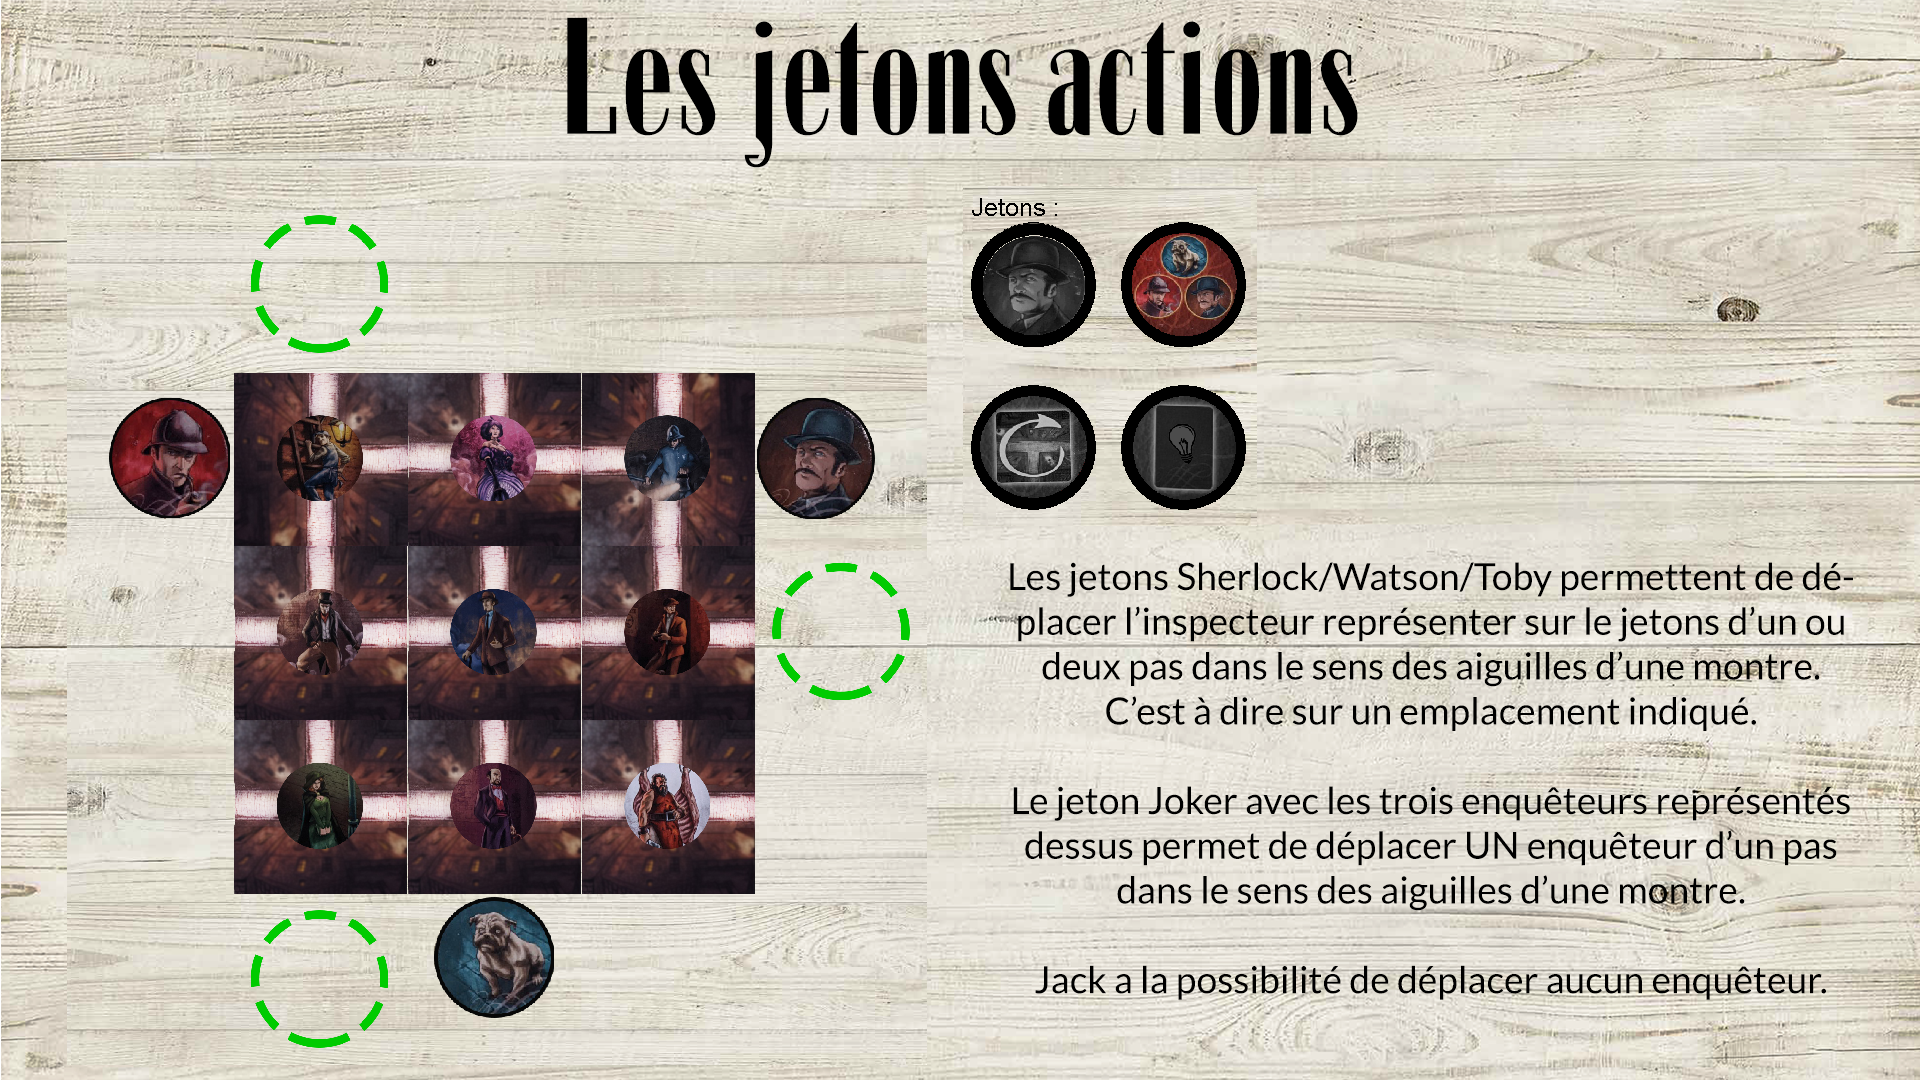 Les jetons actions
Jetons :
Les jetons Sherlock/Watson/Toby permettent de dé-
placer l'inspecteur représenter sur le jetons d'un ou
deux pas dans le sens des aiguilles d'une montre.
C'est à dire sur un emplacement indiqué.
Le jeton Joker avec les trois enquêteurs représentés
dessus permet de déplacer UN enquêteur d'un pas
dans le sens des aiguilles d'une montre.
Jack a la possibilité de déplacer aucun enquêteur.